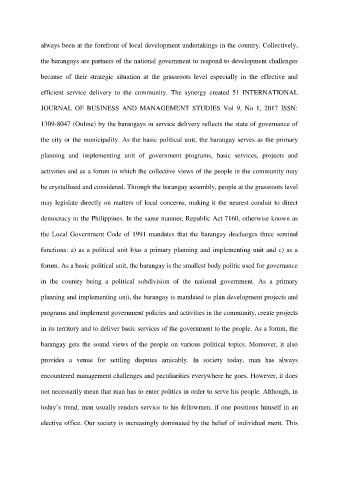 always been at the forefront of local development undertakings in the country. Collectively,
the barangays are partners of the national government to respond to development challenges
because of their strategic situation at the grassroots level especially in the effective and
efficient service delivery to the community. The synergy created 51 INTERNATIONAL
JOURNAL OF BUSINESS AND MANAGEMENT STUDIES Vol 9, No 1, 2017 ISSN:
1309-8047 (Online) by the barangays in service delivery reflects the state of governance of
the city or the municipality. As the basic political unit, the barangay serves as the primary
planning and implementing unit of government programs, basic services, projects and
activities and as a forum in which the collective views of the people in the community may
be crystallized and considered. Through the barangay assembly, people at the grassroots level
may legislate directly on matters of local concerns, making it the nearest conduit to direct
democracy in the Philippines. In the same manner, Republic Act 7160, otherwise known as
the Local Government Code of 1991 mandates that the barangay discharges three seminal
functions: a) as a political unit b)as a primary planning and implementing unit and c) as a
forum. As a basic political unit, the barangay is the smallest body politic used for governance
in the country being a political subdivision of the national government. As a primary
planning and implementing unit, the barangay is mandated to plan development projects and
programs and implement government policies and activities in the community, create projects
in its territory and to deliver basic services of the government to the people. As a forum, the
barangay gets the sound views of the people on various political topics. Moreover, it also
provides a venue for settling disputes amicably. In society today, man has always
encountered management challenges and peculiarities everywhere he goes. However, it does
not necessarily mean that man has to enter politics in order to serve his people. Although, in
today's trend, man usually renders service to his fellowmen, if one positions himself in an
elective office. Our society is increasingly dominated by the belief of individual merit. This